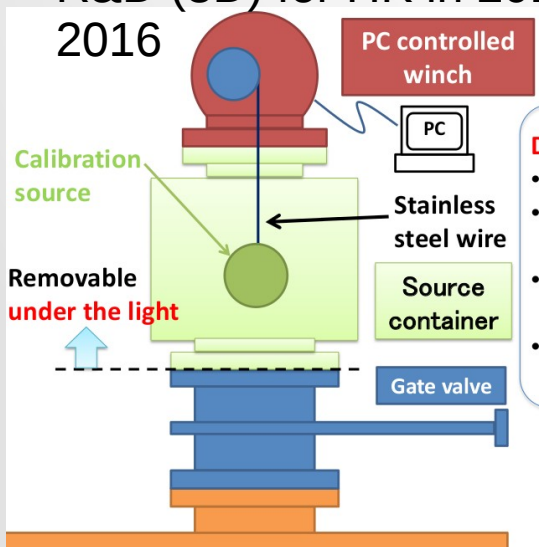 2016
PC controlled
winch
PC
Calibration
source
Stainless
steel wire
Removable
under the light
Source
container
Gate valve